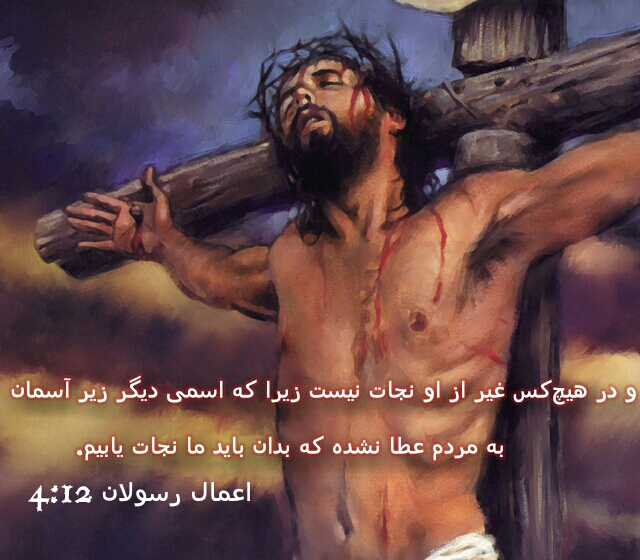 و در هیچ‌کس غیر از او نجات نیست زیرا که اسمی دیگر زیر آسمان
به مردم عطا نشده که بدان باید ما نجات یابیم.
اعمال رسولان 4:12